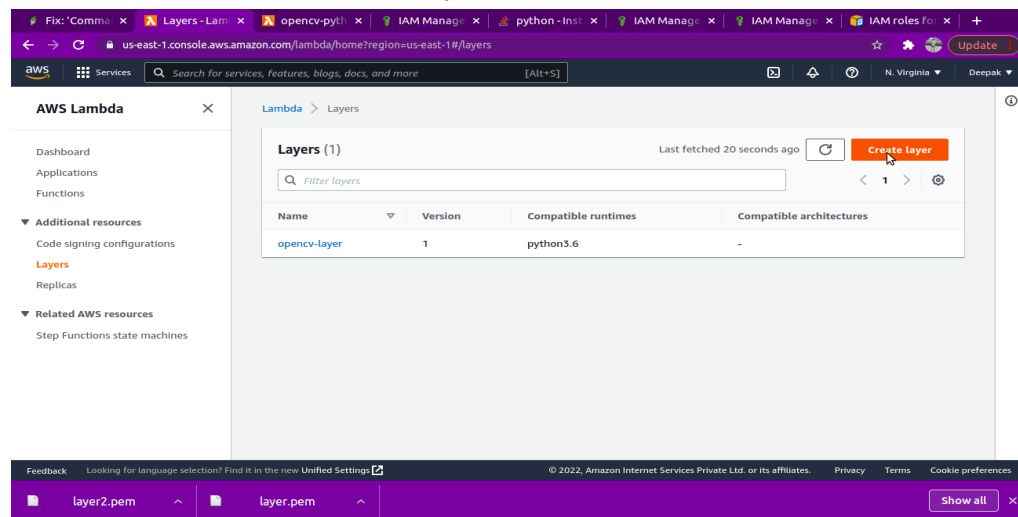 Fix: 'Comma
Layers - Lam
opencv-pyth
IAM Manage
python - Inst
IAM Manage
IAM Manage
IAM roles fo
us-east-1.console.aws.amazon.com/lambda/home?region=us-east-1#/layers
Update
aws
Services
Search for services, features, blogs, docs, and more
[Alt+S]
N. Virginia
Deepak
AWS Lambda
Dashboard
Applications
Functions
Additional resources
Code signing configurations
Layers
Replicas
Related AWS resources
Step Functions state machines
Lambda > Layers
Layers (1)
Last fetched 20 seconds ago
Create layer
Filter layers
< 1 >
Name Version Compatible runtimes Compatible architectures
opencv-layer 1 python3.6 -
Feedback Looking for language selection? Find it in the new Unified Settings
© 2022, Amazon Internet Services Private Ltd. or its affiliates. Privacy Terms Cookie preferences
layer2.pem
layer.pem
Show all